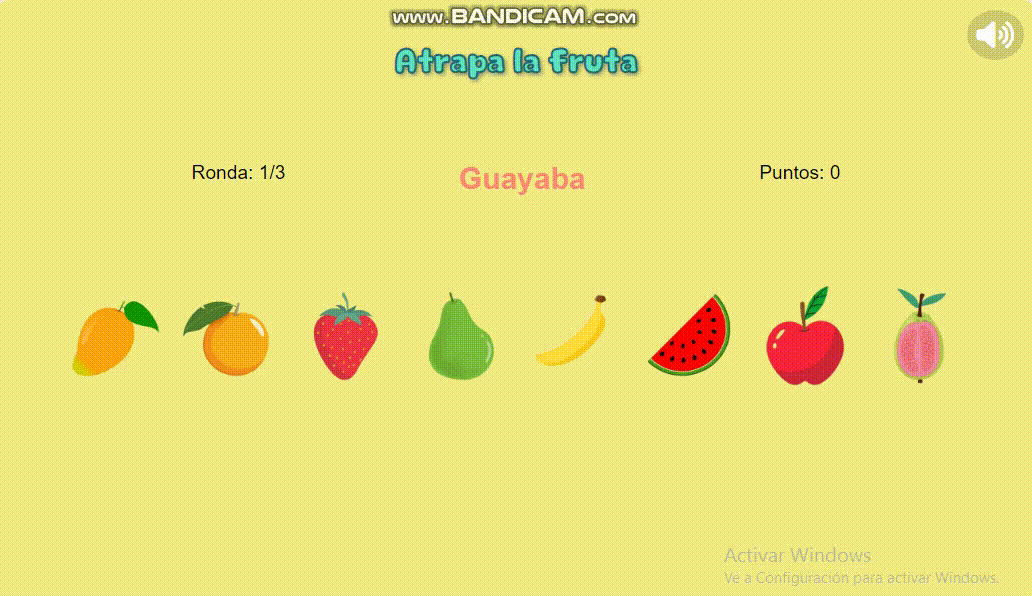 www.BANDICAM.com
Atrapa la fruta
Ronda: 1/3
Guayaba
Puntos: 0
Activar Windows
Ve a Configuración para activar Windows.